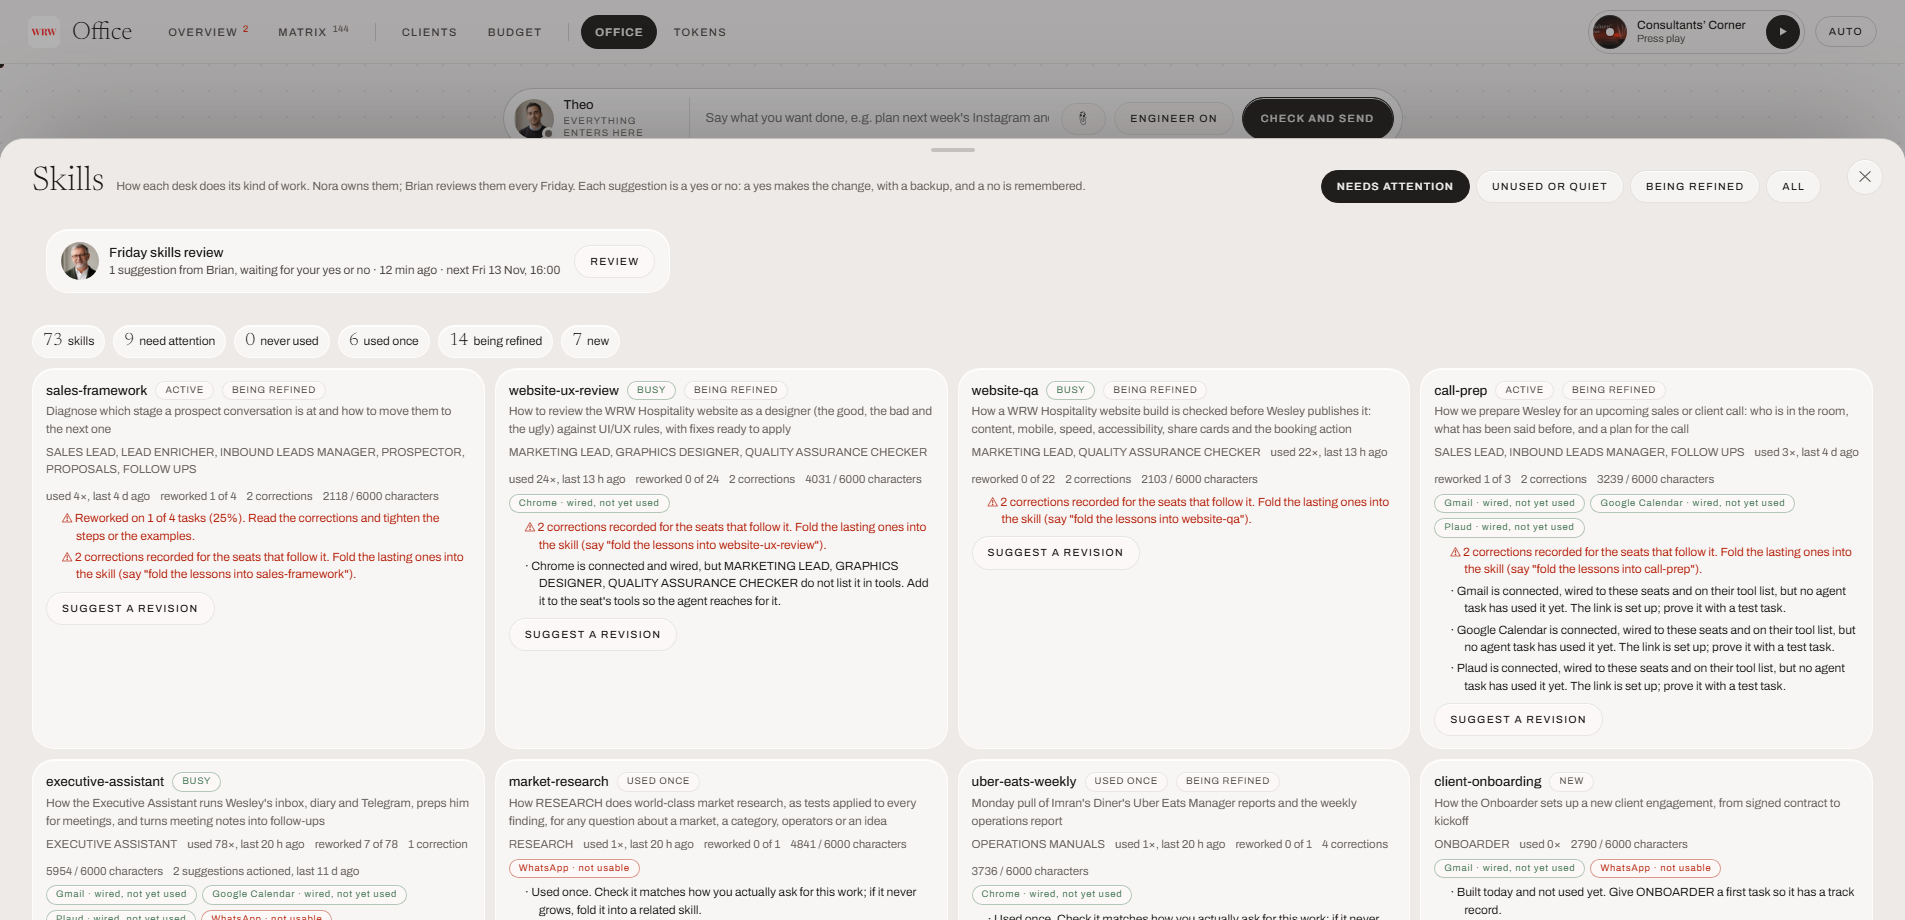 WRW Office OVERVIEW 2 MATRIX 144 CLIENTS BUDGET OFFICE TOKENS Consultants' Corner AUTO
Press play
Theo
EVERYTHING
ENTERS HERE
Say what you want done, e.g. plan next week's Instagram an
ENGINEER ON
CHECK AND SEND
Skills How each desk does its kind of work. Nora owns them; Brian reviews them every Friday. Each suggestion is a yes or no: a yes makes the change, with a backup, and a no is remembered.
NEEDS ATTENTION UNUSED OR QUIET BEING REFINED ALL
Friday skills review
1 suggestion from Brian, waiting for your yes or no · 12 min ago · next Fri 13 Nov, 16:00
REVIEW
73 skills 9 need attention 0 never used 6 used once 14 being refined 7 new
sales-framework ACTIVE BEING REFINED
Diagnose which stage a prospect conversation is at and how to move them to
the next one
SALES LEAD, LEAD ENRICHER, INBOUND LEADS MANAGER, PROSPECTOR,
PROPOSALS, FOLLOW UPS
used 4×, last 4 d ago reworked 1 of 4 2 corrections 2118 / 6000 characters
⚠ Reworked on 1 of 4 tasks (25%). Read the corrections and tighten the
steps or the examples.
⚠ 2 corrections recorded for the seats that follow it. Fold the lasting ones into
the skill (say "fold the lessons into sales-framework").
SUGGEST A REVISION
website-ux-review BUSY BEING REFINED
How to review the WRW Hospitality website as a designer (the good, the bad and
the ugly) against UI/UX rules, with fixes ready to apply
MARKETING LEAD, GRAPHICS DESIGNER, QUALITY ASSURANCE CHECKER
used 24×, last 13 h ago reworked 0 of 24 2 corrections 4031 / 6000 characters
Chrome · wired, not yet used
⚠ 2 corrections recorded for the seats that follow it. Fold the lasting ones into
the skill (say "fold the lessons into website-ux-review").
· Chrome is connected and wired, but MARKETING LEAD, GRAPHICS
DESIGNER, QUALITY ASSURANCE CHECKER do not list it in tools. Add
it to the seat's tools so the agent reaches for it.
SUGGEST A REVISION
website-qa BUSY BEING REFINED
How a WRW Hospitality website build is checked before Wesley publishes it:
content, mobile, speed, accessibility, share cards and the booking action
MARKETING LEAD, QUALITY ASSURANCE CHECKER used 22×, last 13 h ago
reworked 0 of 22 2 corrections 2103 / 6000 characters
⚠ 2 corrections recorded for the seats that follow it. Fold the lasting ones into
the skill (say "fold the lessons into website-qa").
SUGGEST A REVISION
call-prep ACTIVE BEING REFINED
How we prepare Wesley for an upcoming sales or client call: who is in the room,
what has been said before, and a plan for the call
SALES LEAD, INBOUND LEADS MANAGER, FOLLOW UPS used 3×, last 4 d ago
reworked 1 of 3 2 corrections 3239 / 6000 characters
Gmail · wired, not yet used Google Calendar · wired, not yet used
Plaud · wired, not yet used
⚠ 2 corrections recorded for the seats that follow it. Fold the lasting ones into
the skill (say "fold the lessons into call-prep").
· Gmail is connected, wired to these seats and on their tool list, but no agent
task has used it yet. The link is set up; prove it with a test task.
· Google Calendar is connected, wired to these seats and on their tool list, but
no agent task has used it yet. The link is set up; prove it with a test task.
· Plaud is connected, wired to these seats and on their tool list, but no agent
task has used it yet. The link is set up; prove it with a test task.
SUGGEST A REVISION
executive-assistant BUSY
How the Executive Assistant runs Wesley's inbox, diary and Telegram, preps him
for meetings, and turns meeting notes into follow-ups
EXECUTIVE ASSISTANT used 78×, last 20 h ago reworked 7 of 78 1 correction
5954 / 6000 characters 2 suggestions actioned, last 11 d ago
Gmail · wired, not yet used Google Calendar · wired, not yet used
Plaud · wired, not yet used WhatsApp · not usable
market-research USED ONCE
How RESEARCH does world-class market research, as tests applied to every
finding, for any question about a market, a category, operators or an idea
RESEARCH used 1×, last 20 h ago reworked 0 of 1 4841 / 6000 characters
WhatsApp · not usable
· Used once. Check it matches how you actually ask for this work; if it never
grows, fold it into a related skill.
uber-eats-weekly USED ONCE BEING REFINED
Monday pull of Imran's Diner's Uber Eats Manager reports and the weekly
operations report
OPERATIONS MANUALS used 1×, last 20 h ago reworked 0 of 1 4 corrections
3736 / 6000 characters
Chrome · wired, not yet used
· Used once. Check it matches how you actually ask for this work; if it never
client-onboarding NEW
How the Onboarder sets up a new client engagement, from signed contract to
kickoff
ONBOARDER used 0× 2790 / 6000 characters
Gmail · wired, not yet used WhatsApp · not usable
· Built today and not used yet. Give ONBOARDER a first task so it has a track
record.